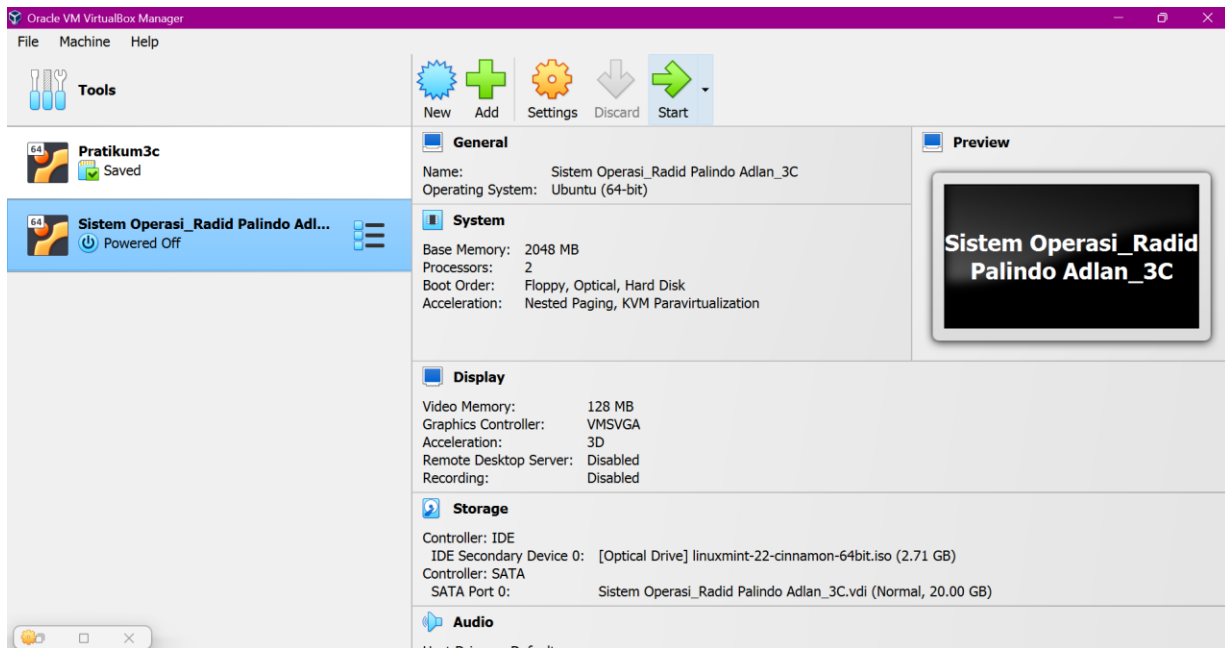 Oracle VM VirtualBox Manager
File Machine Help
Tools
New Add Settings Discard Start
64
Pratikum3c
Saved
64
Sistem Operasi_Radid Palindo Adl...
Powered Off
General
Name: Sistem Operasi_Radid Palindo Adlan_3C
Operating System: Ubuntu (64-bit)
System
Base Memory: 2048 MB
Processors: 2
Boot Order: Floppy, Optical, Hard Disk
Acceleration: Nested Paging, KVM Paravirtualization
Preview
Sistem Operasi_Radid
Palindo Adlan_3C
Display
Video Memory: 128 MB
Graphics Controller: VMSVGA
Acceleration: 3D
Remote Desktop Server: Disabled
Recording: Disabled
Storage
Controller: IDE
IDE Secondary Device 0: [Optical Drive] linuxmint-22-cinnamon-64bit.iso (2.71 GB)
Controller: SATA
SATA Port 0: Sistem Operasi_Radid Palindo Adlan_3C.vdi (Normal, 20.00 GB)
Audio